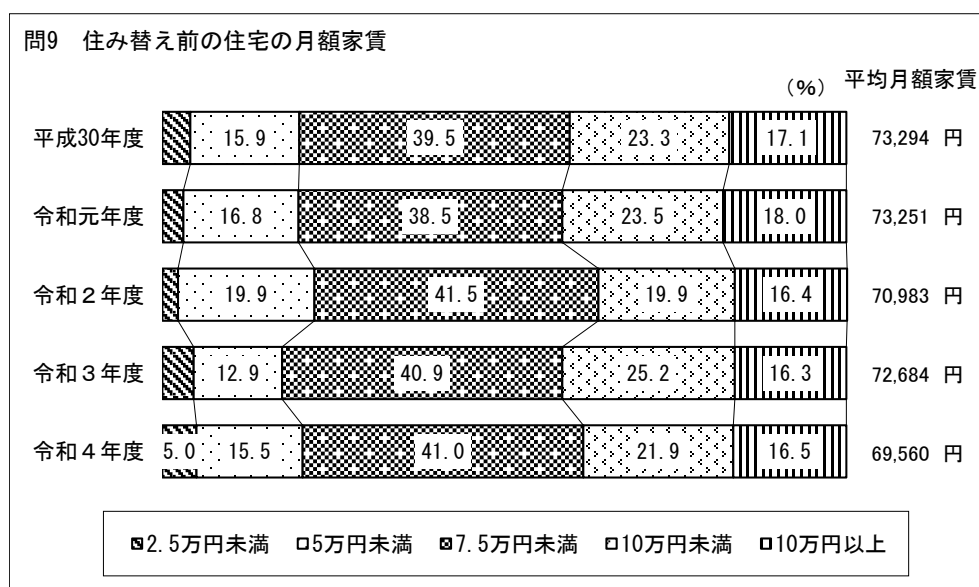 問9 住み替え前の住宅の月額家賃
(%) 平均月額家賃
平成30年度 15.9 39.5 23.3 17.1 73,294 円
令和元年度 16.8 38.5 23.5 18.0 73,251 円
令和２年度 19.9 41.5 19.9 16.4 70,983 円
令和３年度 12.9 40.9 25.2 16.3 72,684 円
令和４年度 5.0 15.5 41.0 21.9 16.5 69,560 円
2.5万円未満 5万円未満 7.5万円未満 10万円未満 10万円以上